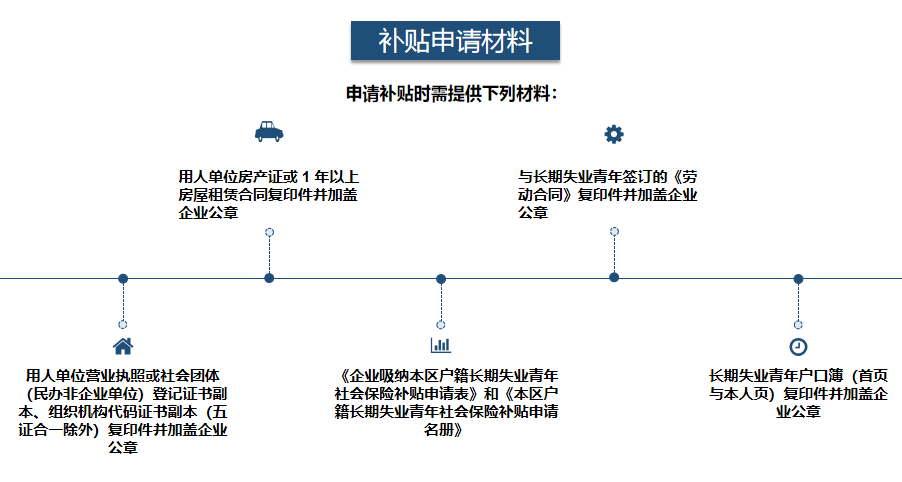 补贴申请材料
申请补贴时需提供下列材料：
用人单位房产证或 1 年以上
房屋租赁合同复印件并加盖
企业公章
与长期失业青年签订的《劳
动合同》复印件并加盖企业
公章
用人单位营业执照或社会团体
（民办非企业单位）登记证书副
本、组织机构代码证书副本（五
证合一除外）复印件并加盖企业
公章
《企业吸纳本区户籍长期失业青年
社会保险补贴申请表》和《本区户
籍长期失业青年社会保险补贴申请
名册》
长期失业青年户口簿（首页
与本人页）复印件并加盖企
业公章